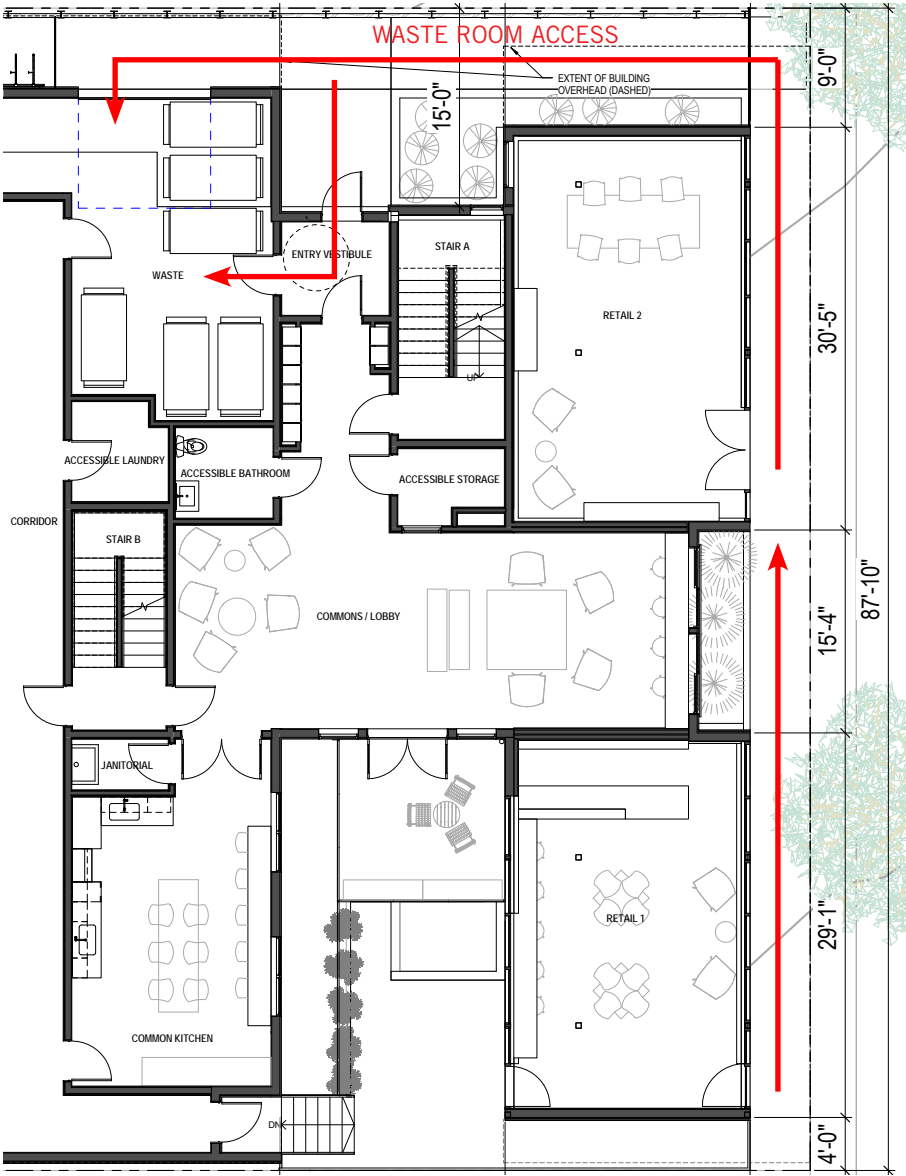 WASTE ROOM ACCESS
EXTENT OF BUILDING
OVERHEAD (DASHED)
9'-0"
15'-0"
STAIR A
ENTRY VESTIBULE
WASTE
RETAIL 2
30'-5"
UP
ACCESSIBLE LAUNDRY
ACCESSIBLE BATHROOM
ACCESSIBLE STORAGE
CORRIDOR
STAIR B
COMMONS / LOBBY
15'-4"
87'-10"
JANITORIAL
RETAIL 1
29'-1"
COMMON KITCHEN
DN
4'-0"